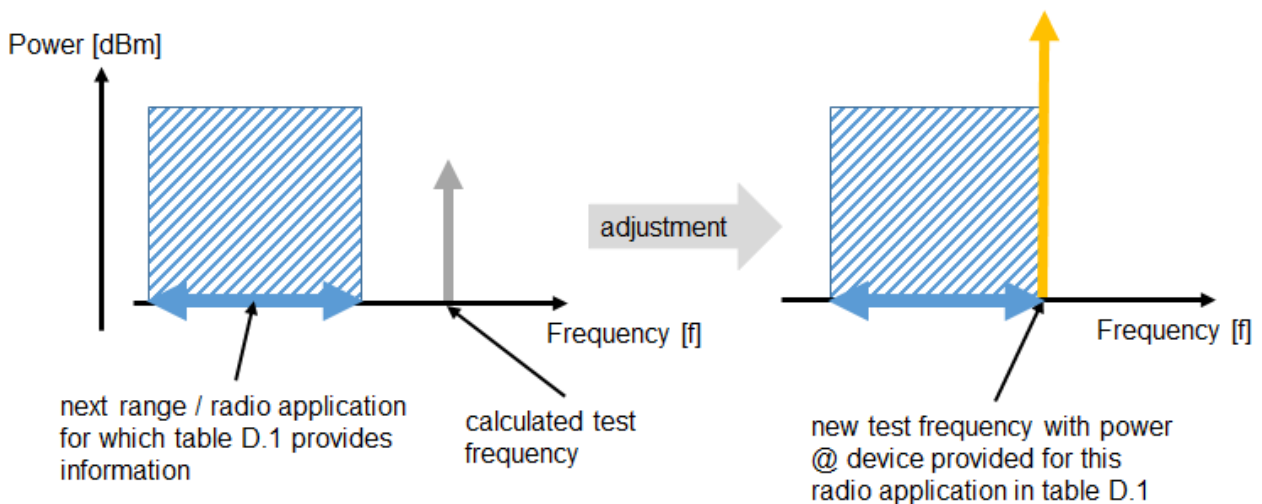 Power [dBm]
adjustment
Frequency [f]
Frequency [f]
next range / radio application
for which table D.1 provides
information
calculated test
frequency
new test frequency with power
@ device provided for this
radio application in table D.1